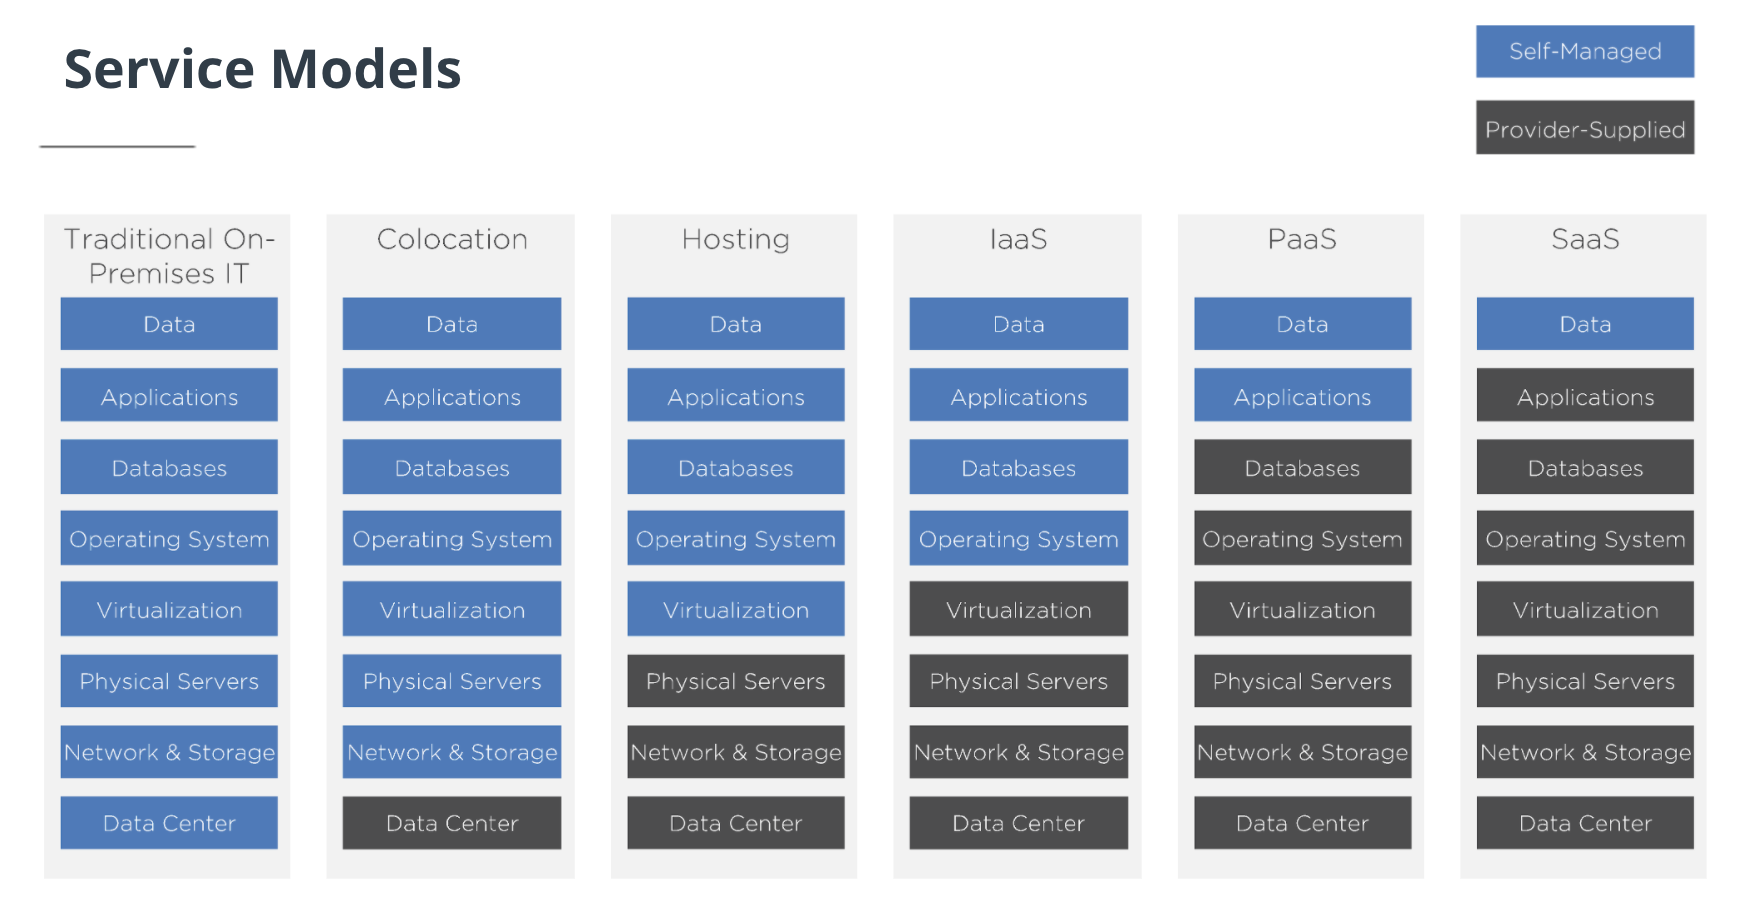 Service Models
Self-Managed
Provider-Supplied
Traditional On-
Premises IT
Data
Applications
Databases
Operating System
Virtualization
Physical Servers
Network & Storage
Data Center
Colocation
Data
Applications
Databases
Operating System
Virtualization
Physical Servers
Network & Storage
Data Center
Hosting
Data
Applications
Databases
Operating System
Virtualization
Physical Servers
Network & Storage
Data Center
IaaS
Data
Applications
Databases
Operating System
Virtualization
Physical Servers
Network & Storage
Data Center
PaaS
Data
Applications
Databases
Operating System
Virtualization
Physical Servers
Network & Storage
Data Center
SaaS
Data
Applications
Databases
Operating System
Virtualization
Physical Servers
Network & Storage
Data Center